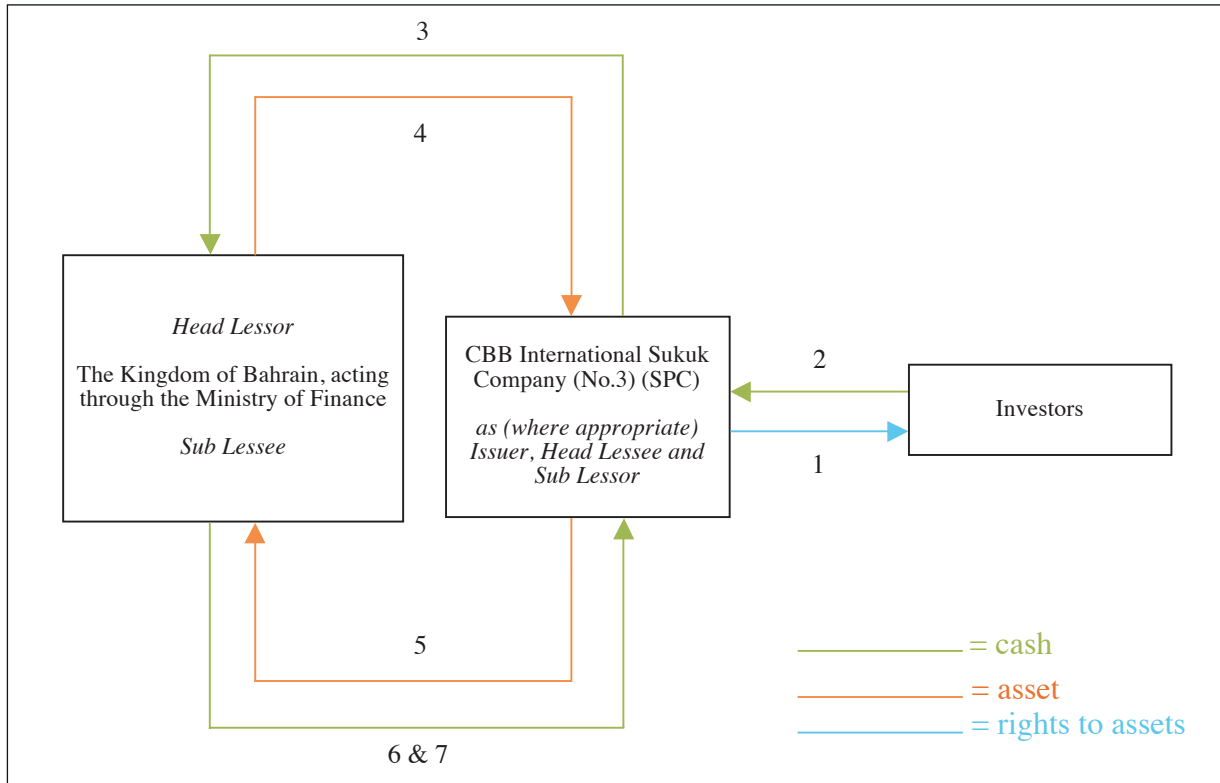 3
4
Head Lessor
The Kingdom of Bahrain, acting
through the Ministry of Finance
Sub Lessee
CBB International Sukuk
Company (No.3) (SPC)
as (where appropriate)
Issuer, Head Lessee and
Sub Lessor
2
1
Investors
5
6 & 7
= cash
= asset
= rights to assets